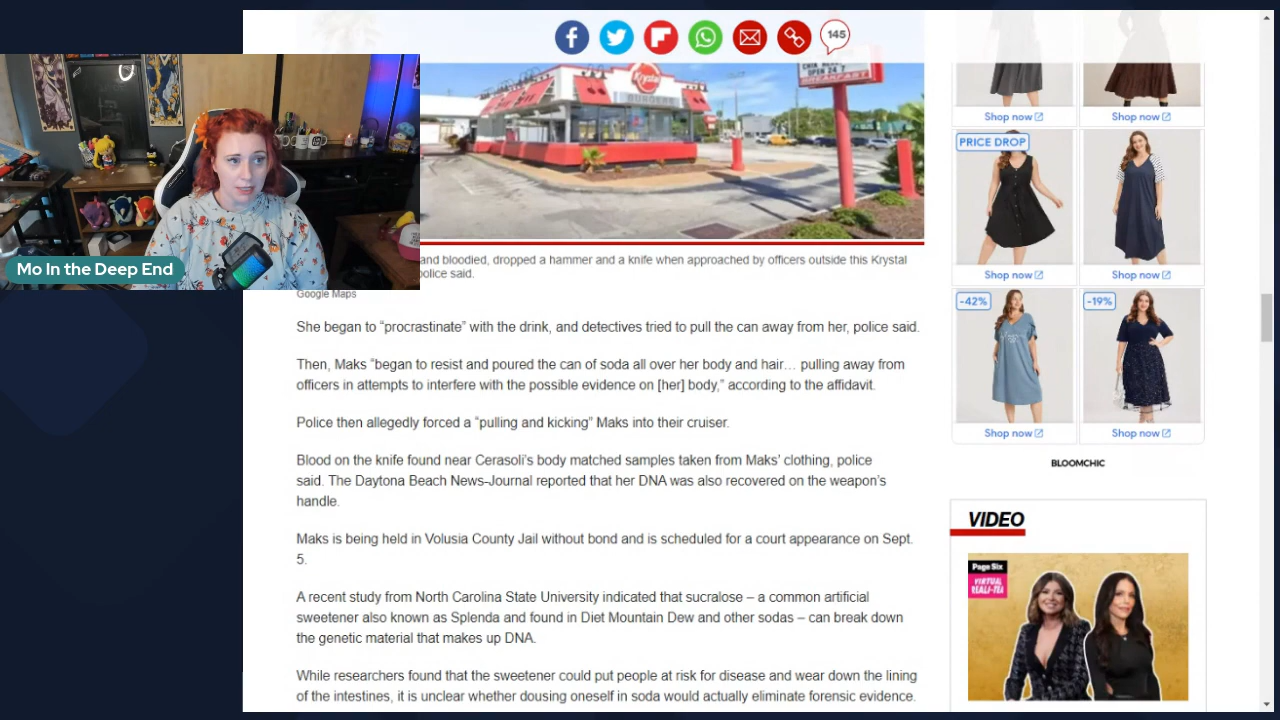 145
Krystal
BURGERS
OPEN 24 7
BREAKFAST
Mo In the Deep End
and bloodied, dropped a hammer and a knife when approached by officers outside this Krystal
police said.
Google Maps
She began to “procrastinate” with the drink, and detectives tried to pull the can away from her, police said.
Then, Maks “began to resist and poured the can of soda all over her body and hair… pulling away from
officers in attempts to interfere with the possible evidence on [her] body,” according to the affidavit.
Police then allegedly forced a “pulling and kicking” Maks into their cruiser.
Blood on the knife found near Cerasoli’s body matched samples taken from Maks’ clothing, police
said. The Daytona Beach News-Journal reported that her DNA was also recovered on the weapon’s
handle.
Maks is being held in Volusia County Jail without bond and is scheduled for a court appearance on Sept.
5.
A recent study from North Carolina State University indicated that sucralose – a common artificial
sweetener also known as Splenda and found in Diet Mountain Dew and other sodas – can break down
the genetic material that makes up DNA.
While researchers found that the sweetener could put people at risk for disease and wear down the lining
of the intestines, it is unclear whether dousing oneself in soda would actually eliminate forensic evidence.
Shop now
Shop now
PRICE DROP
Shop now
Shop now
-42%
-19%
Shop now
Shop now
BLOOMCHIC
VIDEO
Page Six
VIRTUAL
REALI-TEA